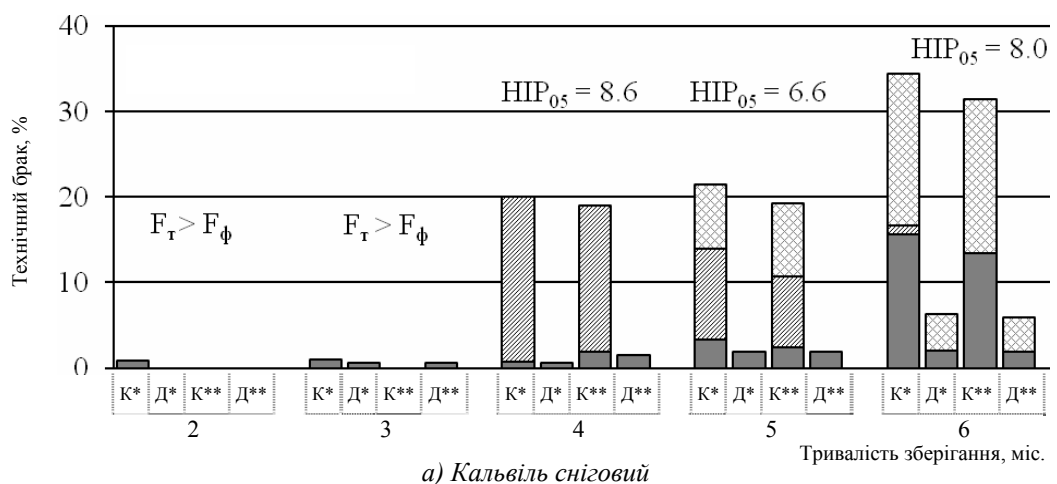 40
30
20
10
0
Технічний брак, %
HIP₀₅ = 8.0
HIP₀₅ = 8.6
HIP₀₅ = 6.6
Fт > Fф
Fт > Fф
К* Д* К** Д** К* Д* К** Д** К* Д* К** Д** К* Д* К** Д** К* Д* К** Д**
2 3 4 5 6
Тривалість зберігання, міс.
а) Кальвіль сніговий